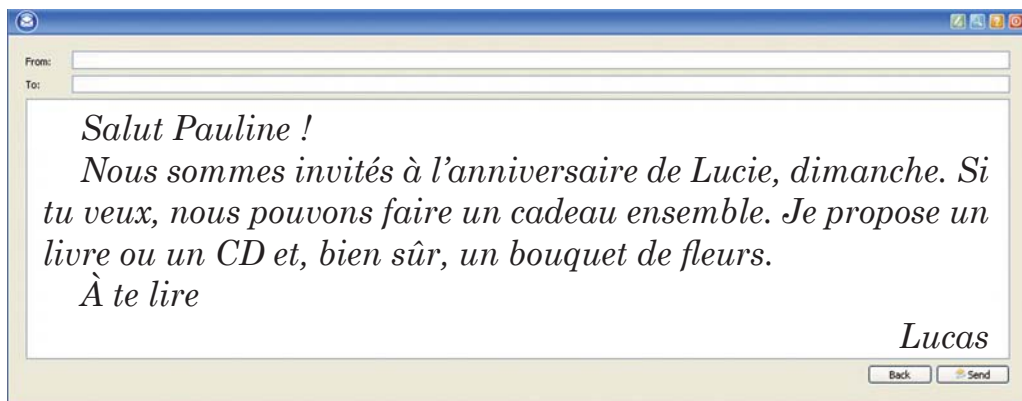 From:
To:
Salut Pauline !
Nous sommes invités à l'anniversaire de Lucie, dimanche. Si
tu veux, nous pouvons faire un cadeau ensemble. Je propose un
livre ou un CD et, bien sûr, un bouquet de fleurs.
À te lire
Lucas
Back Send